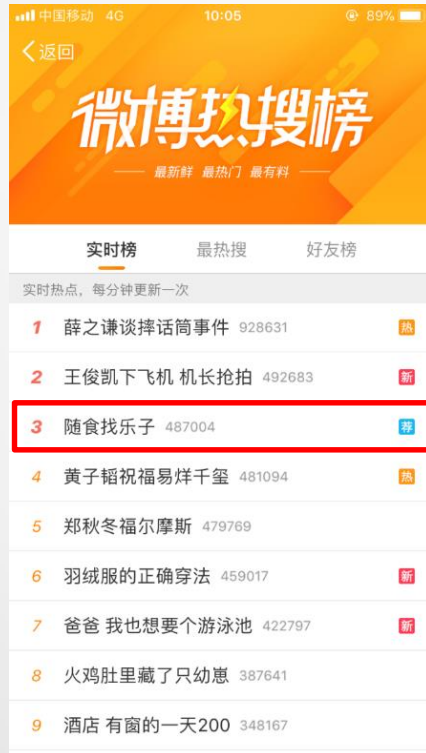 中国移动 4G 10:05 89%
返回
微博热搜榜
最新鲜 最热门 最有料
实时榜 最热搜 好友榜
实时热点，每分钟更新一次
1 薛之谦谈摔话筒事件 928631 热
2 王俊凯下飞机 机长抢拍 492683 新
3 随食找乐子 487004 荐
4 黄子韬祝福易烊千玺 481094 热
5 郑秋冬福尔摩斯 479769
6 羽绒服的正确穿法 459017 新
7 爸爸 我也想要个游泳池 422797 新
8 火鸡肚里藏了只幼崽 387641
9 酒店 有窗的一天200 348167